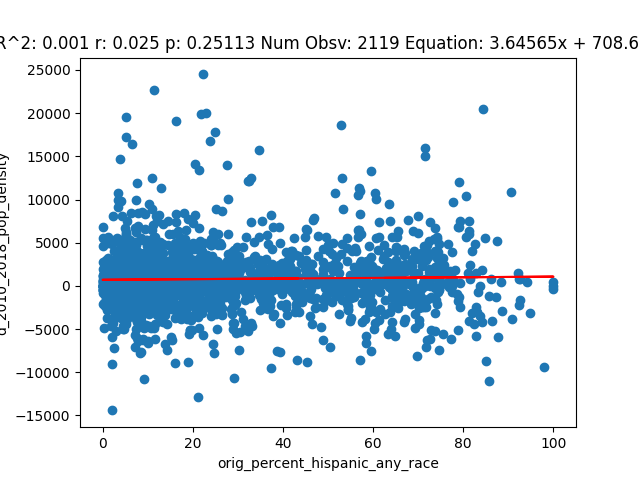 R^2: 0.001 r: 0.025 p: 0.25113 Num Obsv: 2119 Equation: 3.64565x + 708.6
25000
20000
15000
10000
5000
0
−5000
−10000
−15000
d_2010_2018_pop_density
0 20 40 60 80 100
orig_percent_hispanic_any_race